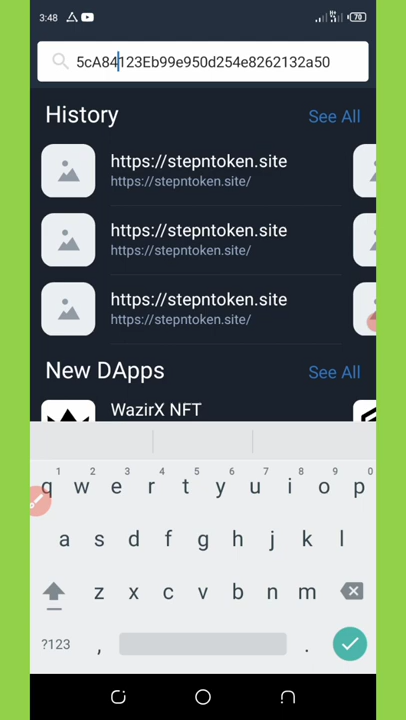 3:48
70
5cA84123Eb99e950d254e8262132a50
History
See All
https://stepntoken.site
https://stepntoken.site/
https://stepntoken.site
https://stepntoken.site/
https://stepntoken.site
https://stepntoken.site/
New DApps
See All
WazirX NFT
1 2 3 4 5 6 7 8 9 0
q w e r t y u i o p
a s d f g h j k l
z x c v b n m
?123 , .